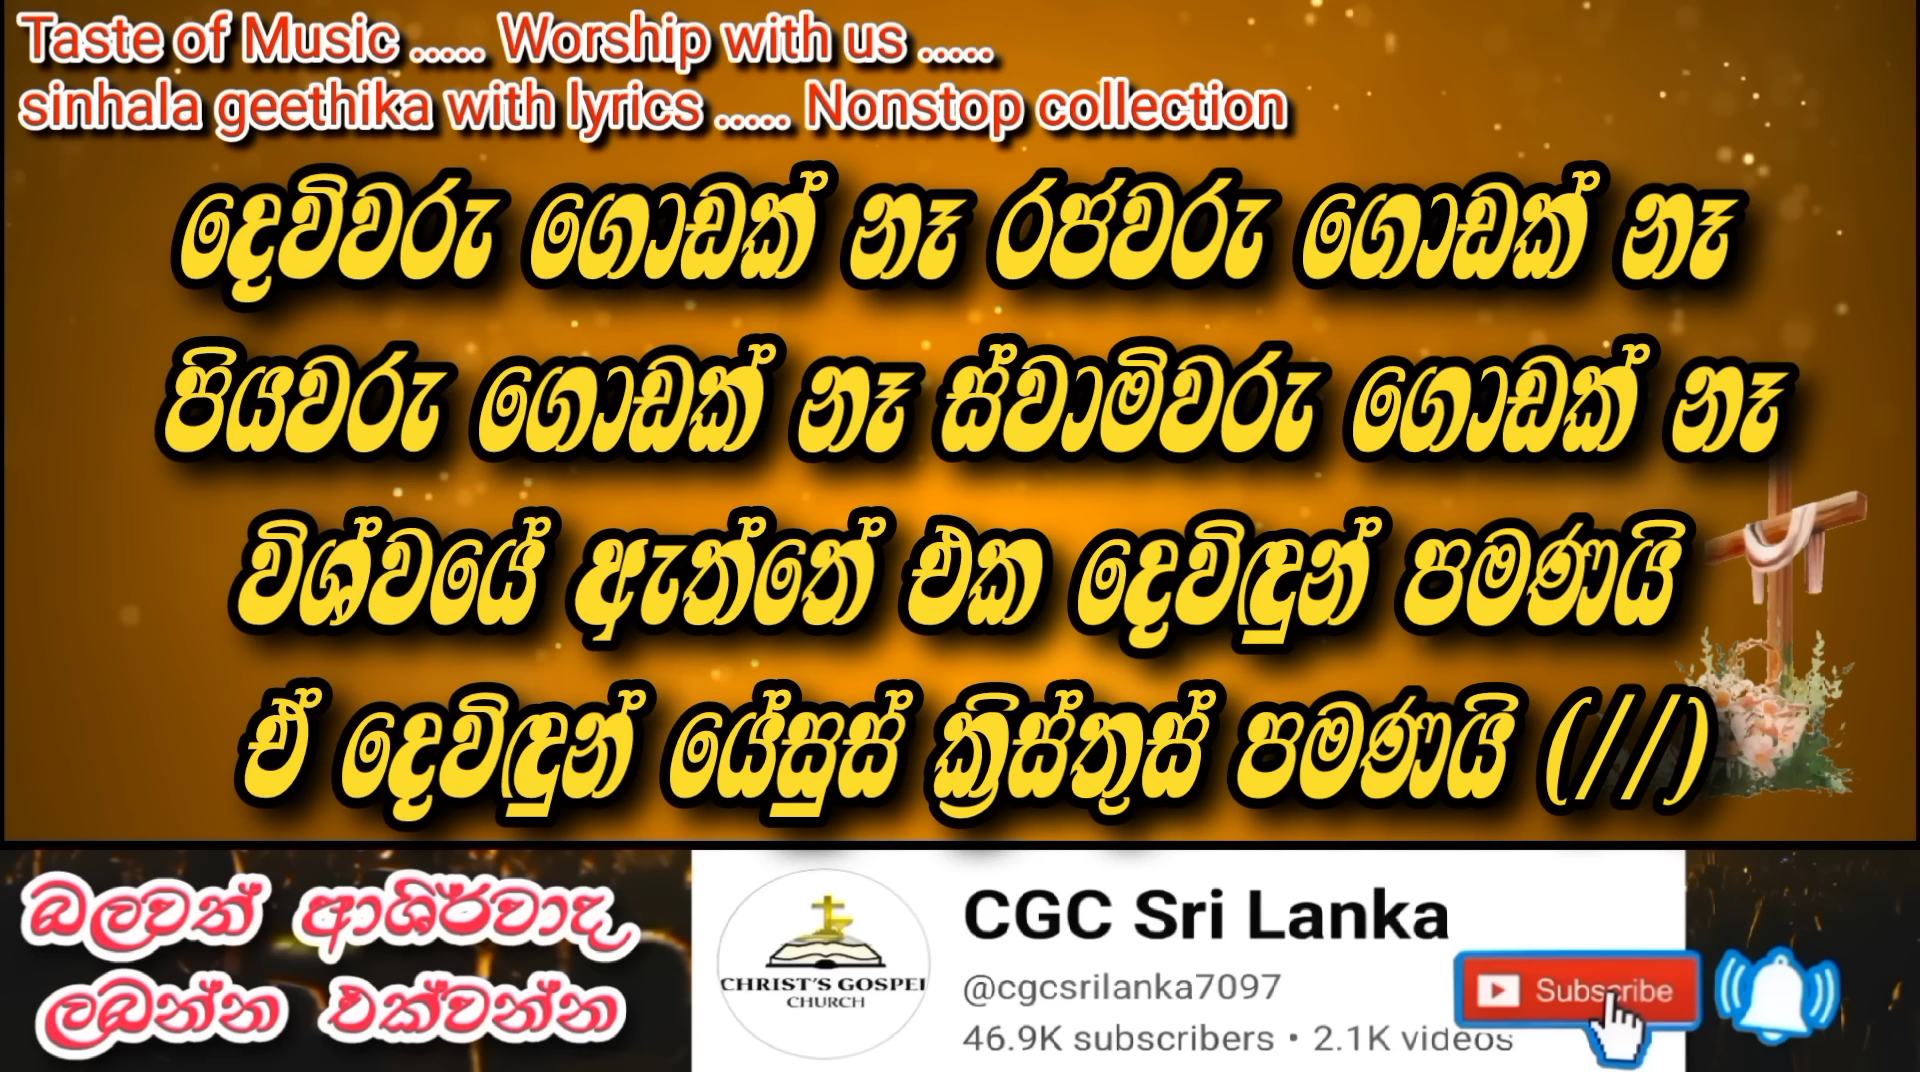 Taste of Music ..... Worship with us .....
sinhala geethika with lyrics ..... Nonstop collection
දෙවිවරු ගොඩක් නෑ රජවරු ගොඩක් නෑ
පියවරු ගොඩක් නෑ ස්වාමිවරු ගොඩක් නෑ
විශ්වයේ ඇත්තේ එක දෙවිඳුන් පමණයි
ඒ දෙවිඳුන් යේසුස් ක්‍රිස්තුස් පමණයි (//)
බලවත් ආශිර්වාද
ලබන්න එක්වන්න
CHRIST'S GOSPEL
CHURCH
CGC Sri Lanka
@cgcsrilanka7097
46.9K subscribers • 2.1K videos
Subscribe